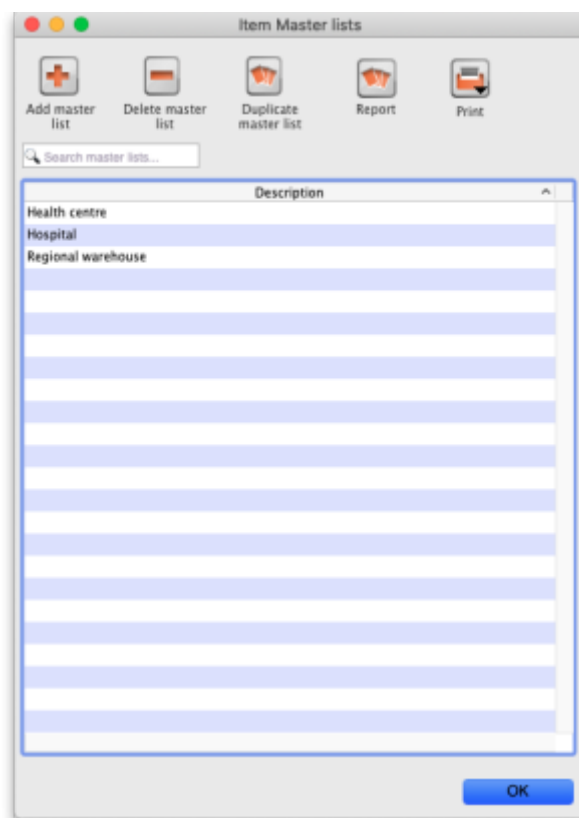 Item Master lists
Add master list
Delete master list
Duplicate master list
Report
Print
Search master lists...
Description
Health centre
Hospital
Regional warehouse
OK